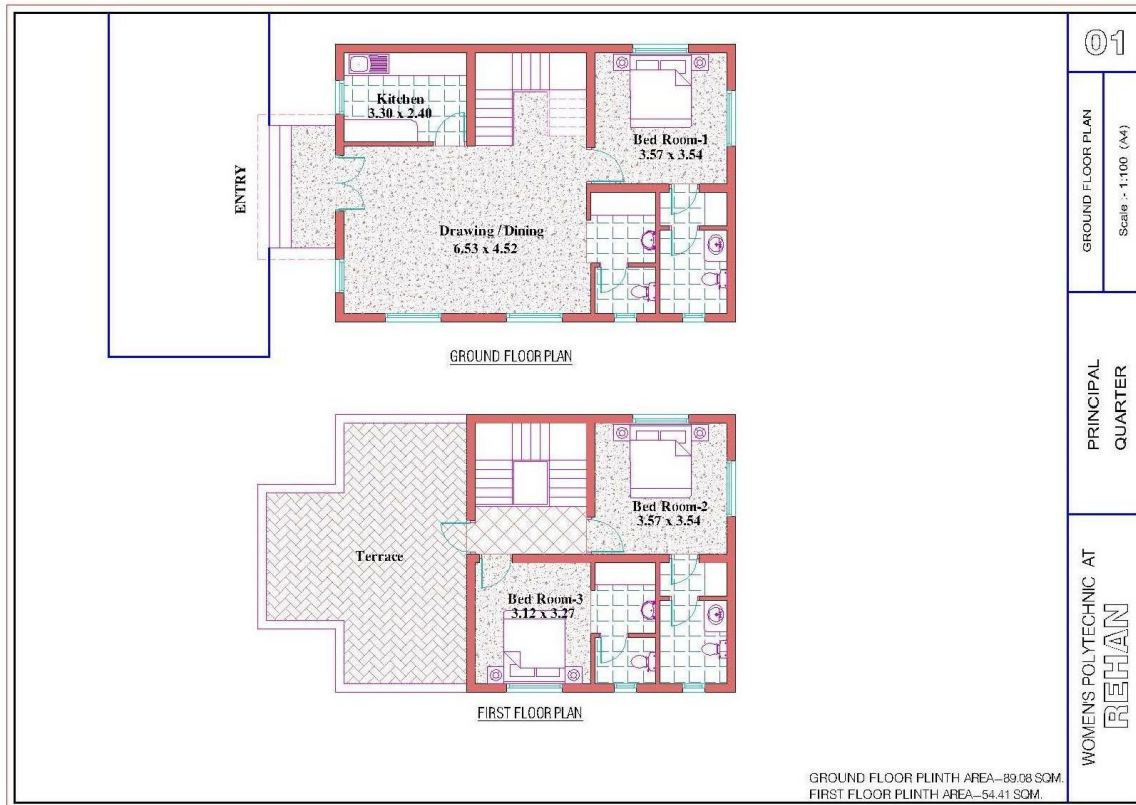 Kitchen
3.30 x 2.40
Bed Room-1
3.57 x 3.54
ENTRY
Drawing /Dining
6.53 x 4.52
GROUND FLOOR PLAN
Bed Room-2
3.57 x 3.54
Terrace
Bed Room-3
3.12 x 3.27
FIRST FLOOR PLAN
GROUND FLOOR PLINTH AREA=89.08 SQM.
FIRST FLOOR PLINTH AREA=54.41 SQM.
01
GROUND FLOOR PLAN
Scale :- 1:100 (A4)
PRINCIPAL
QUARTER
WOMEN'S POLYTECHNIC AT
REHAN